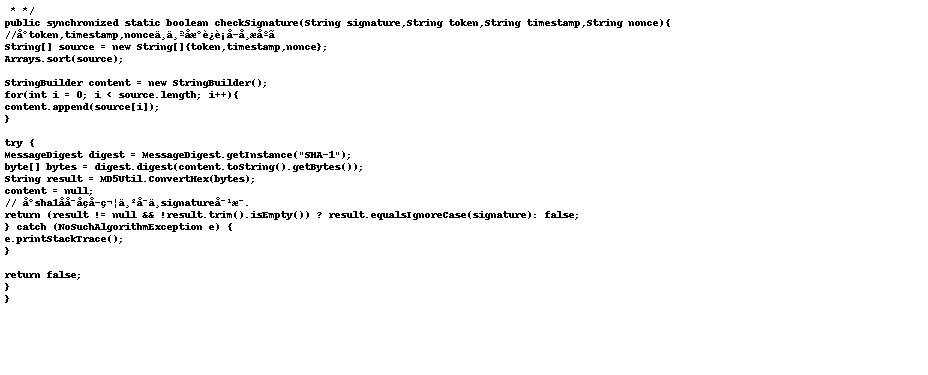 * */
public synchronized static boolean checkSignature(String signature,String token,String timestamp,String nonce){
//å°token,timestamp,nonceä¸ä¸ªåæ°è¿è¡å­å¸æåºã
String[] source = new String[]{token,timestamp,nonce};
Arrays.sort(source);
StringBuilder content = new StringBuilder();
for(int i = 0; i < source.length; i++){
content.append(source[i]);
}
try {
MessageDigest digest = MessageDigest.getInstance("SHA-1");
byte[] bytes = digest.digest(content.toString().getBytes());
String result = MD5Util.ConvertHex(bytes);
content = null;
// å°sha1åå¯åçå­ç¬¦ä¸²å¯ä¸signatureå¯¹æ¯.
return (result != null && !result.trim().isEmpty()) ? result.equalsIgnoreCase(signature): false;
} catch (NoSuchAlgorithmException e) {
e.printStackTrace();
}
return false;
}
}